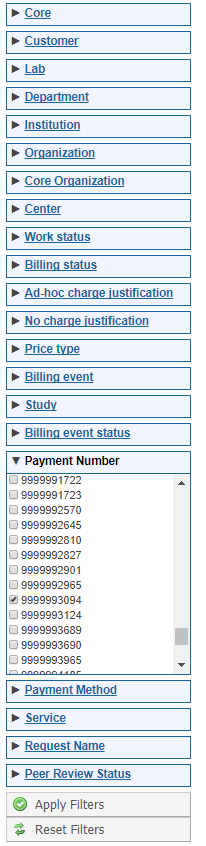 Core
Customer
Lab
Department
Institution
Organization
Core Organization
Center
Work status
Billing status
Ad-hoc charge justification
No charge justification
Price type
Billing event
Study
Billing event status
Payment Number
9999991722
9999991723
9999992570
9999992645
9999992810
9999992827
9999992901
9999992965
9999993094
9999993124
9999993689
9999993690
9999993965
Payment Method
Service
Request Name
Peer Review Status
Apply Filters
Reset Filters